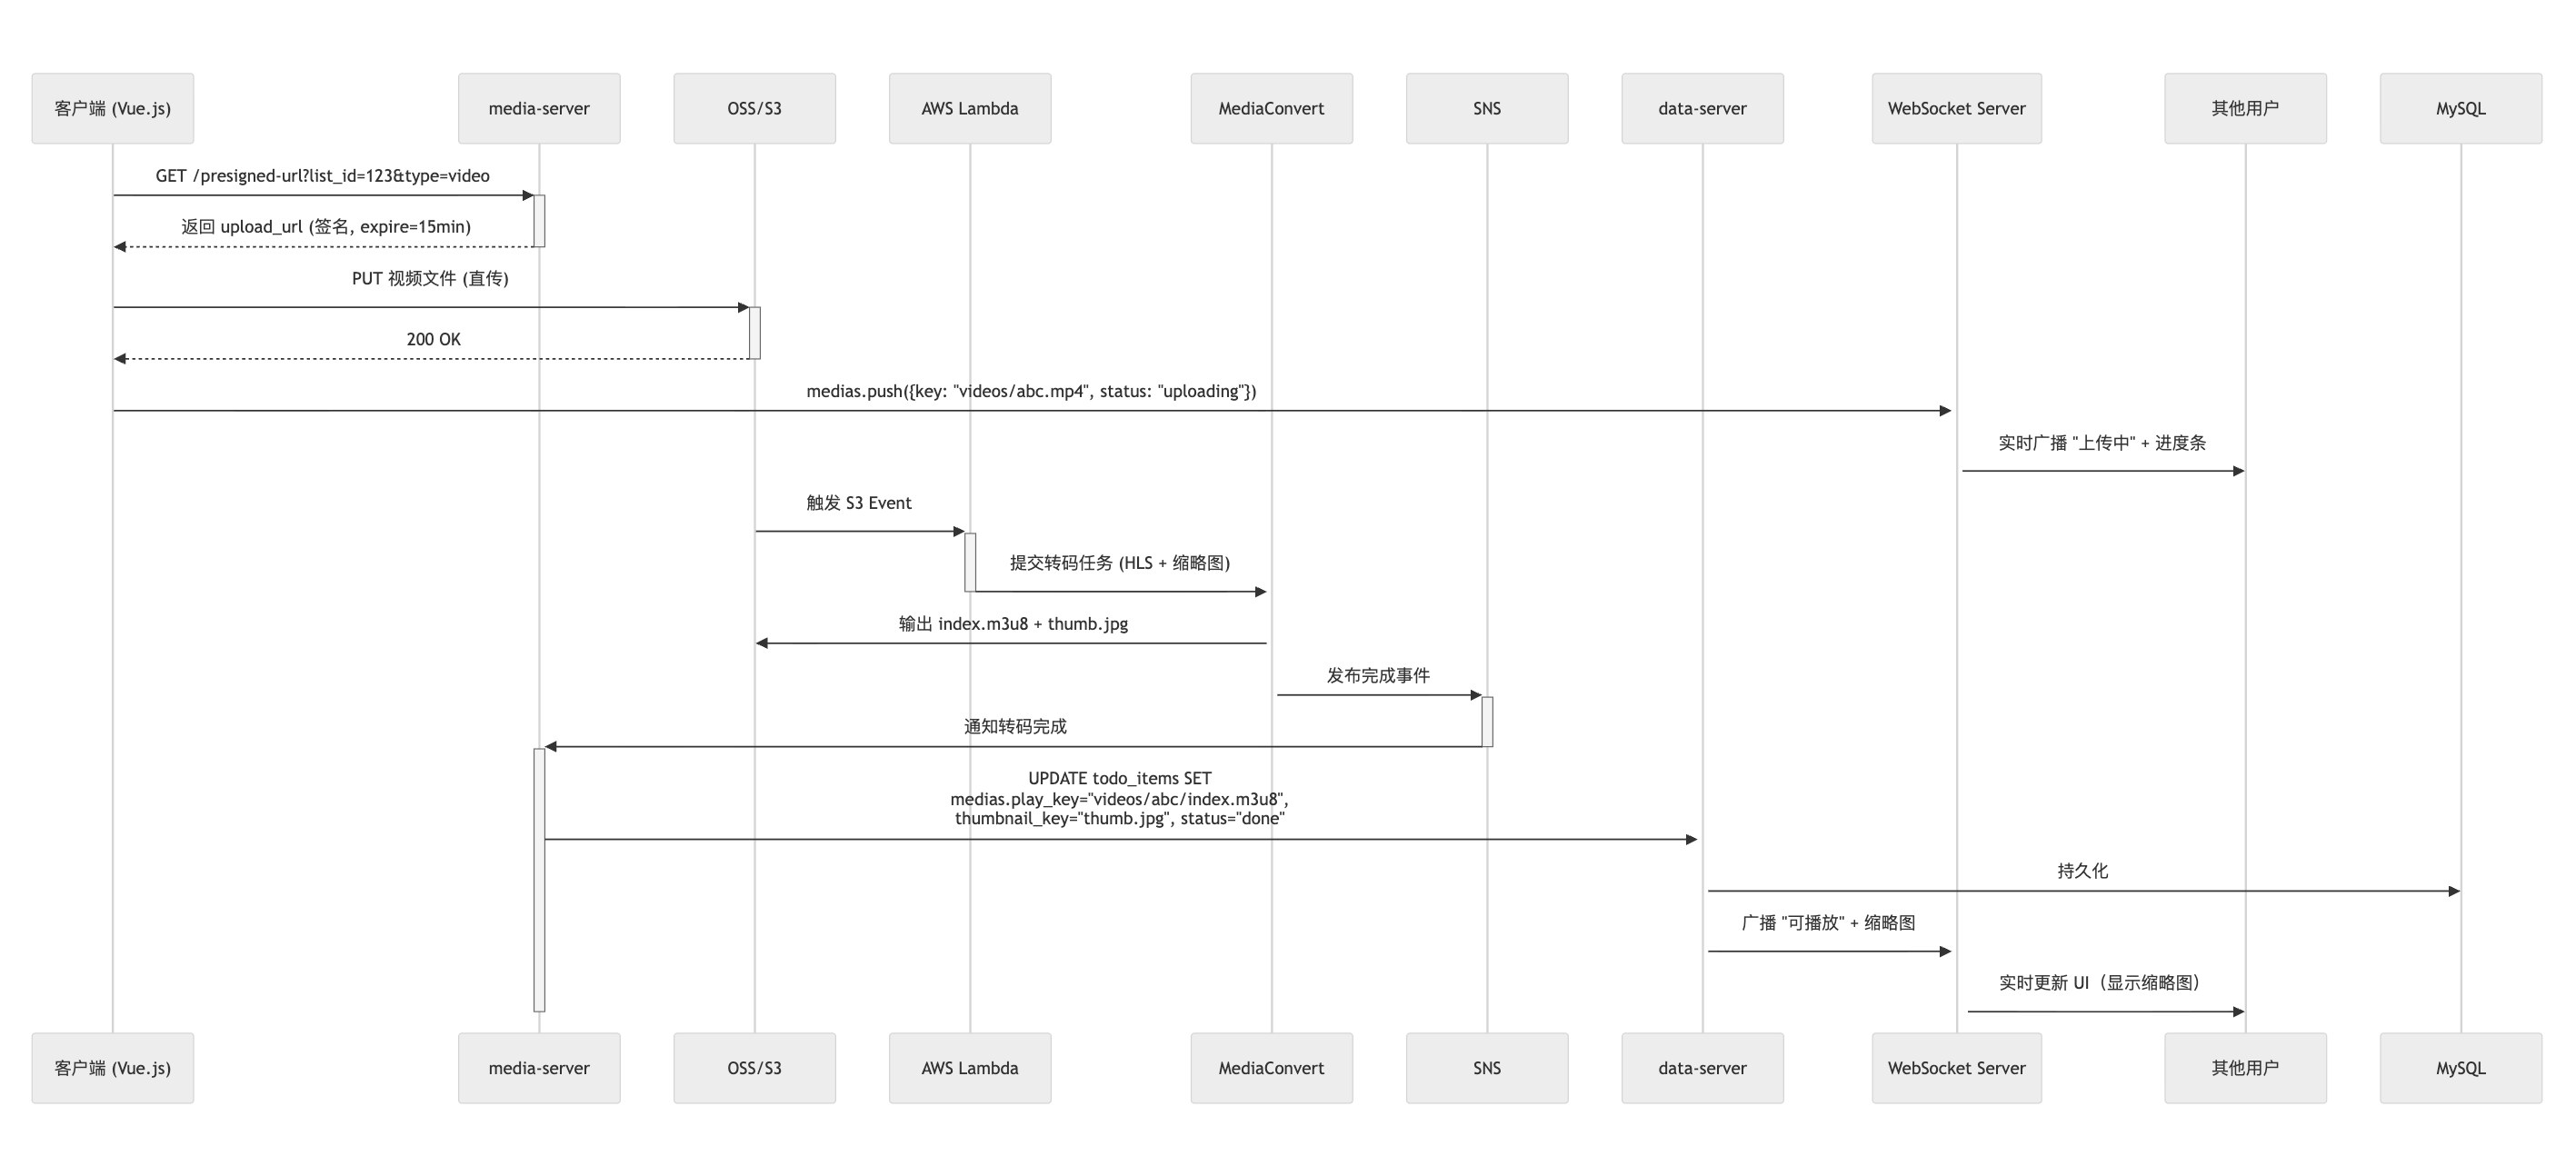 客户端 (Vue.js)
media-server
OSS/S3
AWS Lambda
MediaConvert
SNS
data-server
WebSocket Server
其他用户
MySQL
GET /presigned-url?list_id=123&type=video
返回 upload_url (签名, expire=15min)
PUT 视频文件 (直传)
200 OK
medias.push({key: "videos/abc.mp4", status: "uploading"})
实时广播 "上传中" + 进度条
触发 S3 Event
提交转码任务 (HLS + 缩略图)
输出 index.m3u8 + thumb.jpg
发布完成事件
通知转码完成
UPDATE todo_items SET
medias.play_key="videos/abc/index.m3u8",
thumbnail_key="thumb.jpg", status="done"
持久化
广播 "可播放" + 缩略图
实时更新 UI（显示缩略图）
客户端 (Vue.js)
media-server
OSS/S3
AWS Lambda
MediaConvert
SNS
data-server
WebSocket Server
其他用户
MySQL